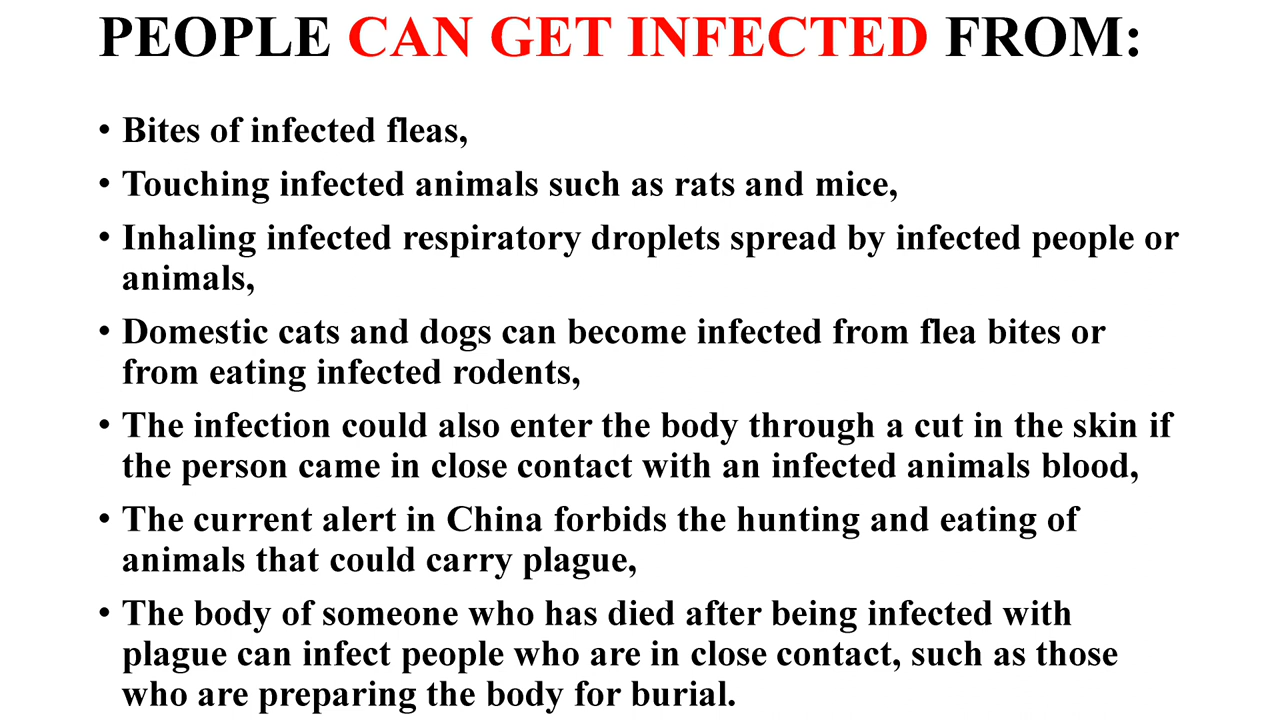 PEOPLE CAN GET INFECTED FROM:
• Bites of infected fleas,
• Touching infected animals such as rats and mice,
• Inhaling infected respiratory droplets spread by infected people or
animals,
• Domestic cats and dogs can become infected from flea bites or
from eating infected rodents,
• The infection could also enter the body through a cut in the skin if
the person came in close contact with an infected animals blood,
• The current alert in China forbids the hunting and eating of
animals that could carry plague,
• The body of someone who has died after being infected with
plague can infect people who are in close contact, such as those
who are preparing the body for burial.